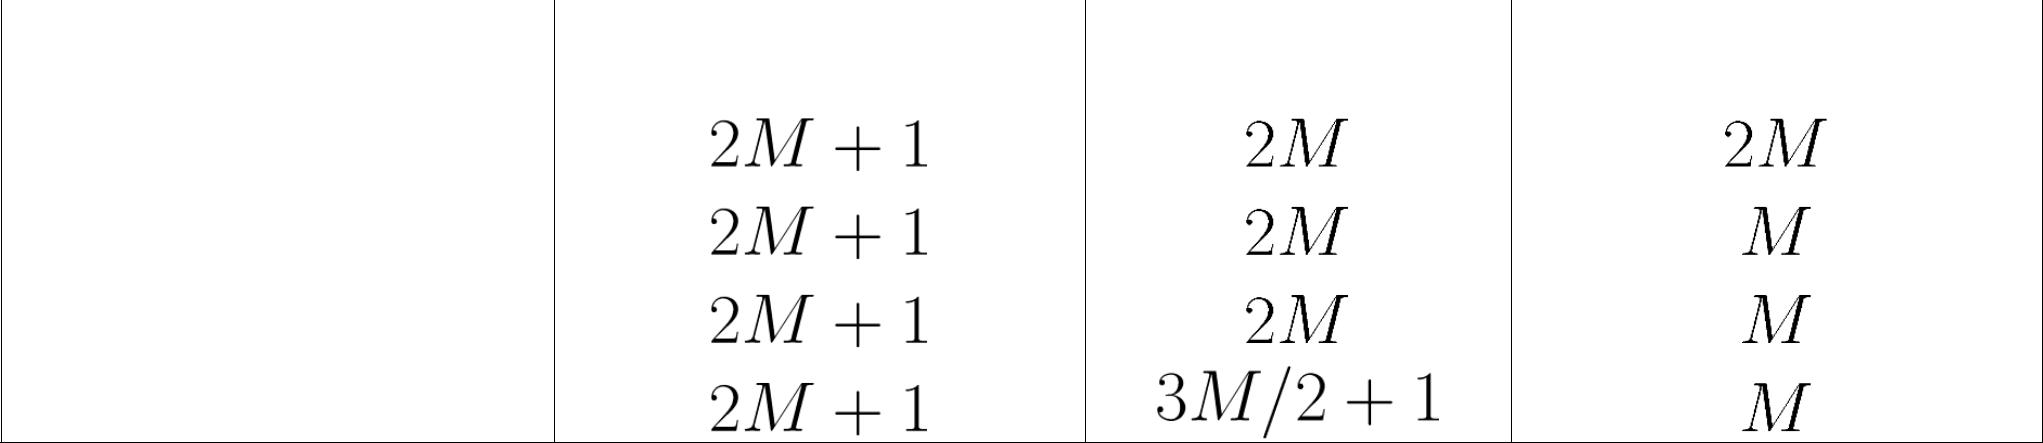 2M + 1 2M 2M
2M + 1 2M M
2M + 1 2M M
2M + 1 3M/2 + 1 M